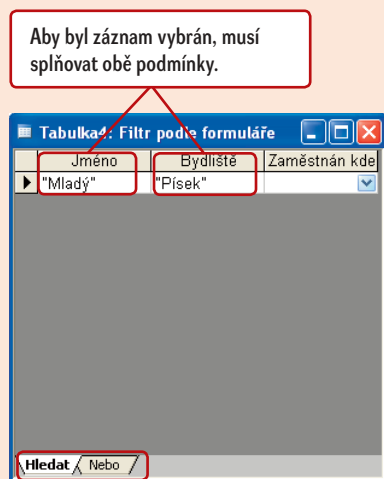 Aby byl záznam vybrán, musí
splňovat obě podmínky.
Tabulka4: Filtr podle formuláře
Jméno Bydliště Zaměstnán kde
"Mladý" "Písek"
Hledat Nebo